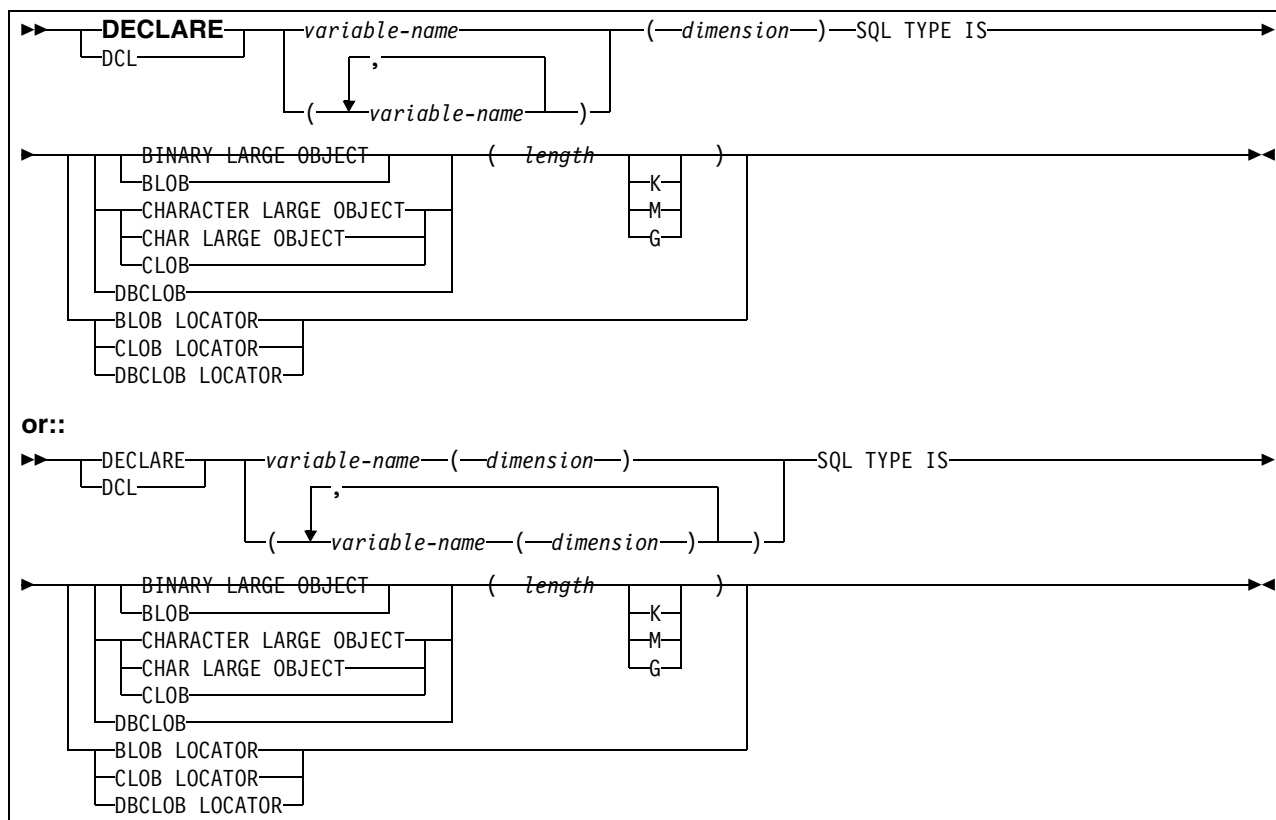 DECLARE variable-name ( dimension ) SQL TYPE IS
DCL ,
( variable-name )
BINARY LARGE OBJECT ( length )
BLOB K
CHARACTER LARGE OBJECT M
CHAR LARGE OBJECT G
CLOB
DBCLOB
BLOB LOCATOR
CLOB LOCATOR
DBCLOB LOCATOR
or::
DECLARE variable-name ( dimension ) SQL TYPE IS
DCL ,
( variable-name ( dimension ) )
BINARY LARGE OBJECT ( length )
BLOB K
CHARACTER LARGE OBJECT M
CHAR LARGE OBJECT G
CLOB
DBCLOB
BLOB LOCATOR
CLOB LOCATOR
DBCLOB LOCATOR